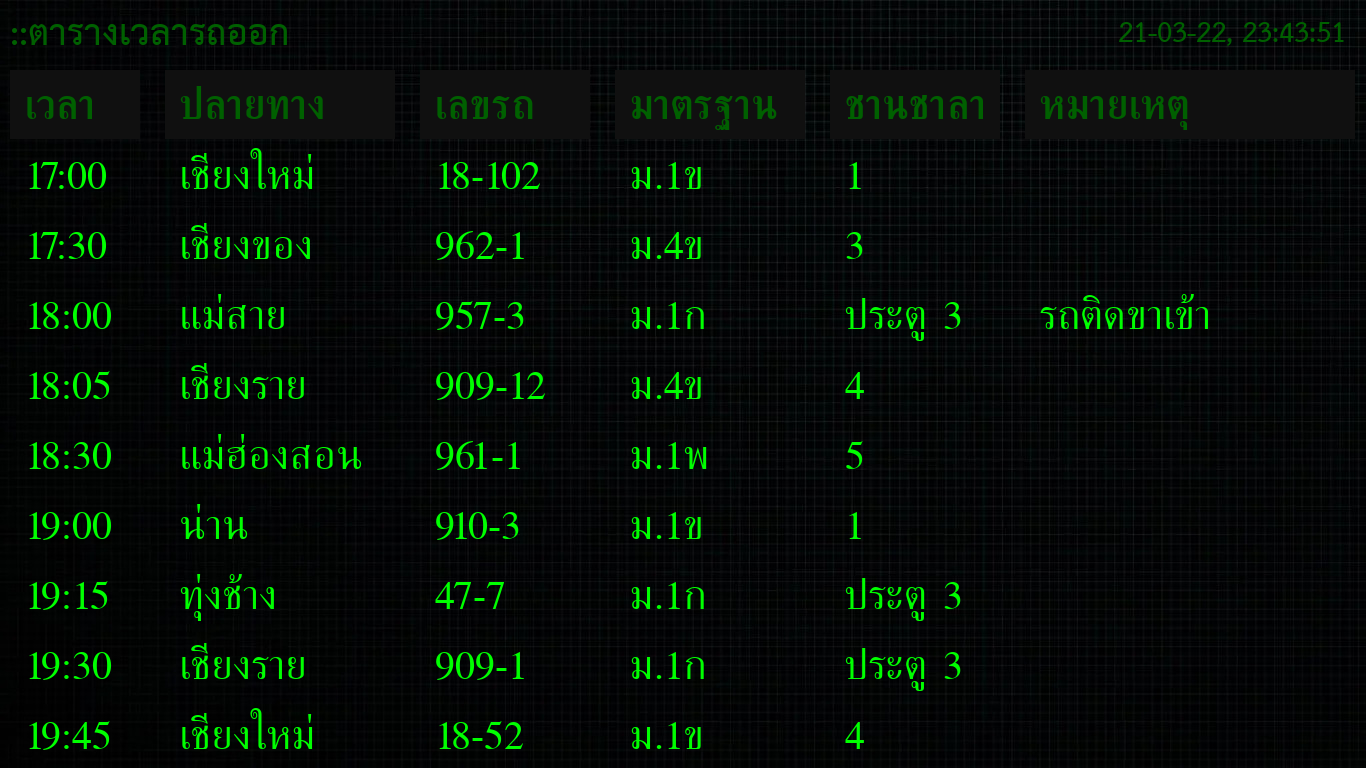 ::ตารางเวลารถออก 21-03-22, 23:43:51
เวลา ปลายทาง เลขรถ มาตรฐาน ชานชาลา หมายเหตุ
17:00 เชียงใหม่ 18-102 ม.1ข 1
17:30 เชียงของ 962-1 ม.4ข 3
18:00 แม่สาย 957-3 ม.1ก ประตู 3 รถติดขาเข้า
18:05 เชียงราย 909-12 ม.4ข 4
18:30 แม่ฮ่องสอน 961-1 ม.1พ 5
19:00 น่าน 910-3 ม.1ข 1
19:15 ทุ่งช้าง 47-7 ม.1ก ประตู 3
19:30 เชียงราย 909-1 ม.1ก ประตู 3
19:45 เชียงใหม่ 18-52 ม.1ข 4